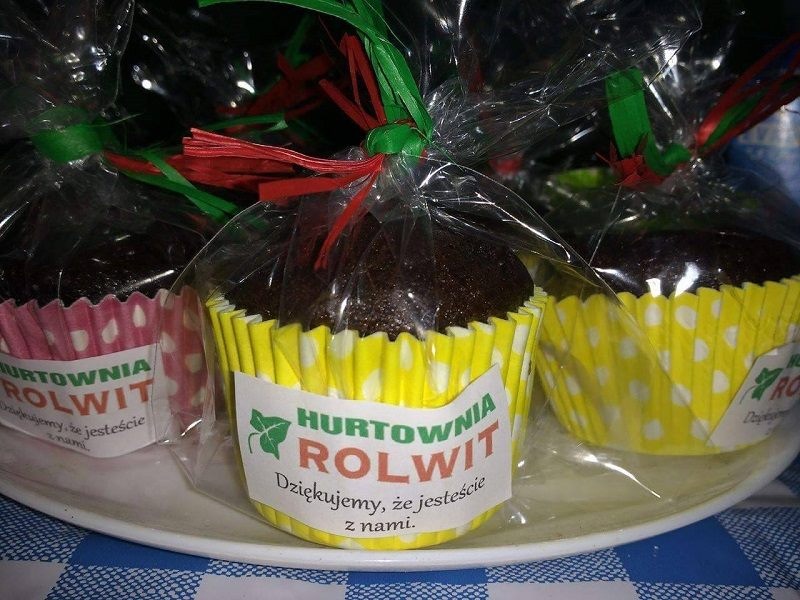 HURTOWNIA
ROLWIT
Dziękujemy, że jesteście
z nami.
HURTOWNIA
ROLWIT
Dziękujemy, że jesteście
z nami.